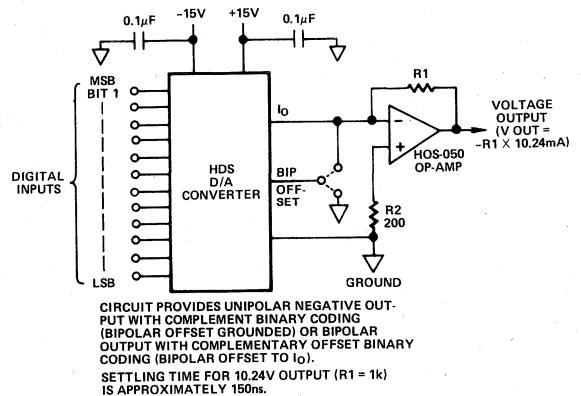 0.1µF
−15V
+15V
0.1µF
MSB
BIT 1
DIGITAL
INPUTS
LSB
HDS
D/A
CONVERTER
IO
BIP
OFF-
SET
R1
−
+
HOS-050
OP-AMP
VOLTAGE
OUTPUT
(V OUT =
−R1 X 10.24mA)
R2
200
GROUND
CIRCUIT PROVIDES UNIPOLAR NEGATIVE OUT-
PUT WITH COMPLEMENT BINARY CODING
(BIPOLAR OFFSET GROUNDED) OR BIPOLAR
OUTPUT WITH COMPLEMENTARY OFFSET BINARY
CODING (BIPOLAR OFFSET TO IO).
SETTLING TIME FOR 10.24V OUTPUT (R1 = 1k)
IS APPROXIMATELY 150ns.